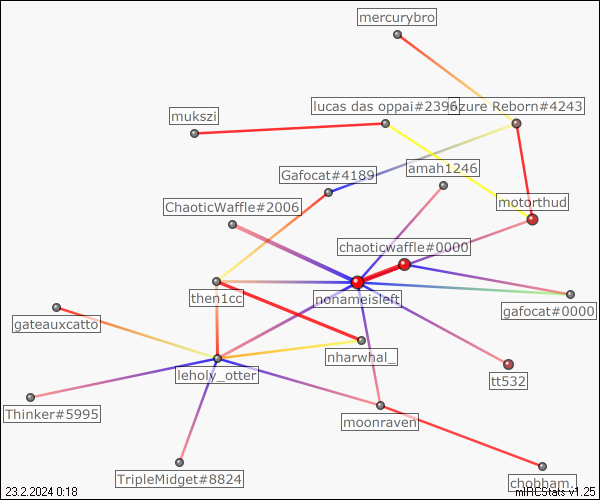 mercurybro
lucas das oppai#2396
zure Reborn#4243
mukszi
amah1246
Gafocat#4189
motorthud
ChaoticWaffle#2006
chaoticwaffle#0000
then1cc
nonameisleft
gafocat#0000
gateauxcatto
nharwhal_
leholy_otter
tt532
Thinker#5995
moonraven
TripleMidget#8824
chobbam.
23.2.2024 0:18
mIRCStats v1.25